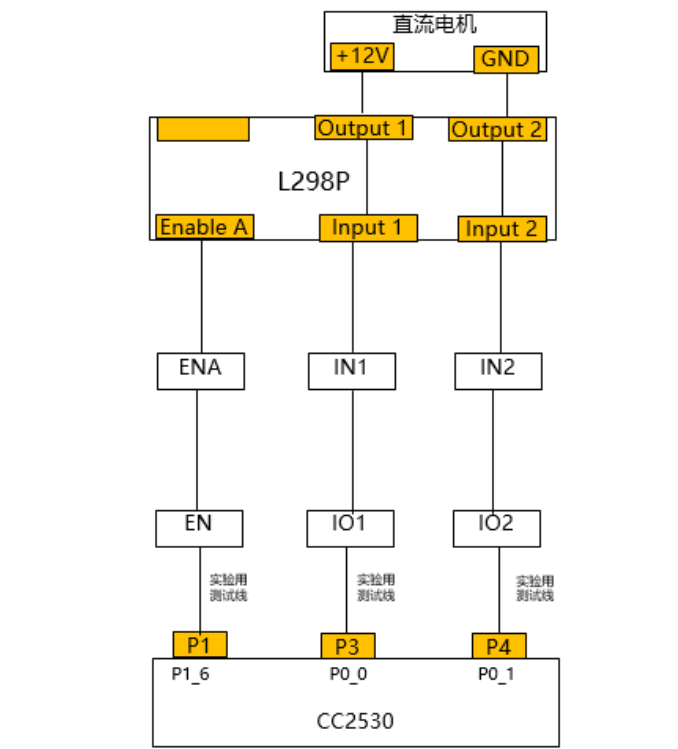 直流电机
+12V
GND
Output 1
Output 2
L298P
Enable A
Input 1
Input 2
ENA
IN1
IN2
EN
IO1
IO2
实验用
测试线
实验用
测试线
实验用
测试线
P1
P3
P4
P1_6
P0_0
P0_1
CC2530